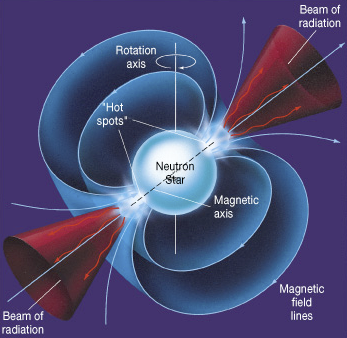 Beam of
radiation
Rotation
axis
"Hot
spots"
Neutron
Star
Magnetic
axis
Magnetic
field
lines
Beam of
radiation